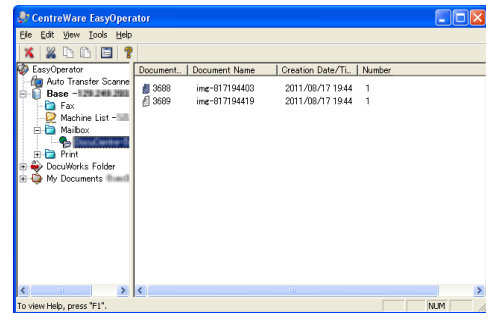 CentreWare EasyOperator
File Edit View Tools Help
EasyOperator
Auto Transfer Scanne
Base -
Fax
Machine List -
Mailbox
Print
DocuWorks Folder
My Documents
Document.. Document Name Creation Date/Ti.. Number
3688 img-817194403 2011/08/17 19:44 1
3689 img-817194419 2011/08/17 19:44 1
To view Help, press "F1". NUM